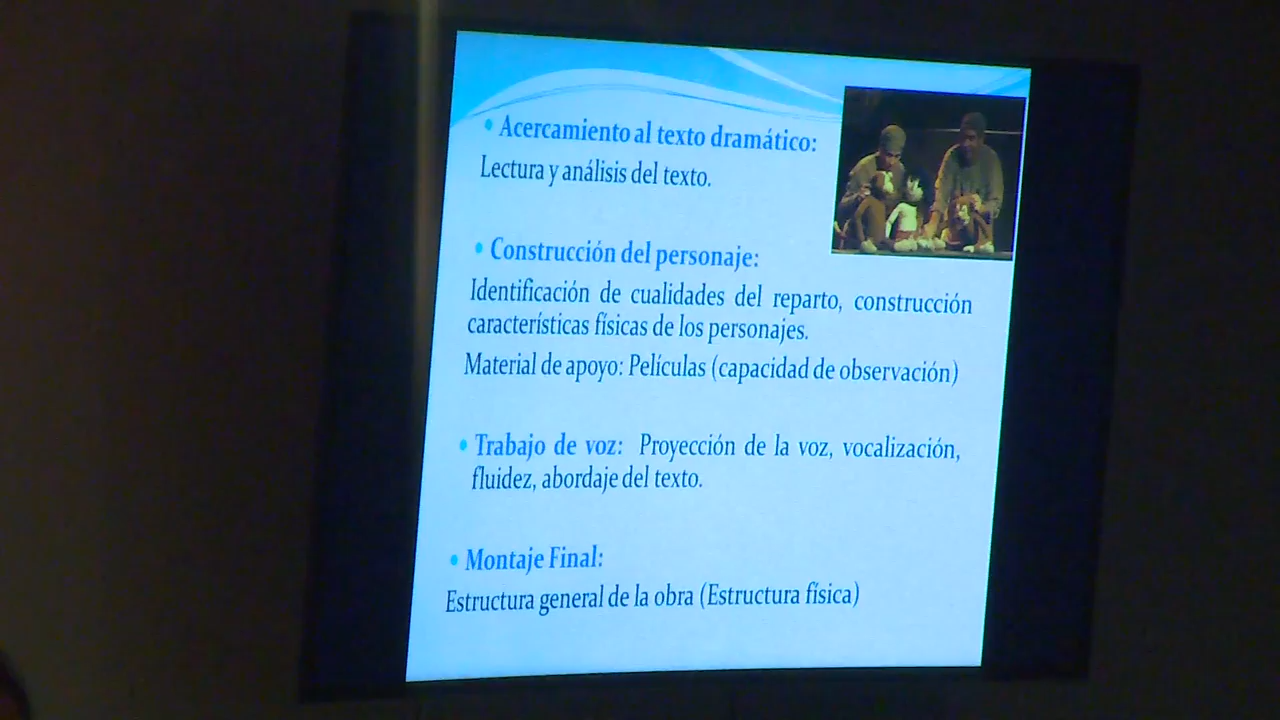 • Acercamiento al texto dramático:
Lectura y análisis del texto.
• Construcción del personaje:
Identificación de cualidades del reparto, construcción
características físicas de los personajes.
Material de apoyo: Películas (capacidad de observación)
• Trabajo de voz: Proyección de la voz, vocalización,
fluidez, abordaje del texto.
• Montaje Final:
Estructura general de la obra (Estructura física)